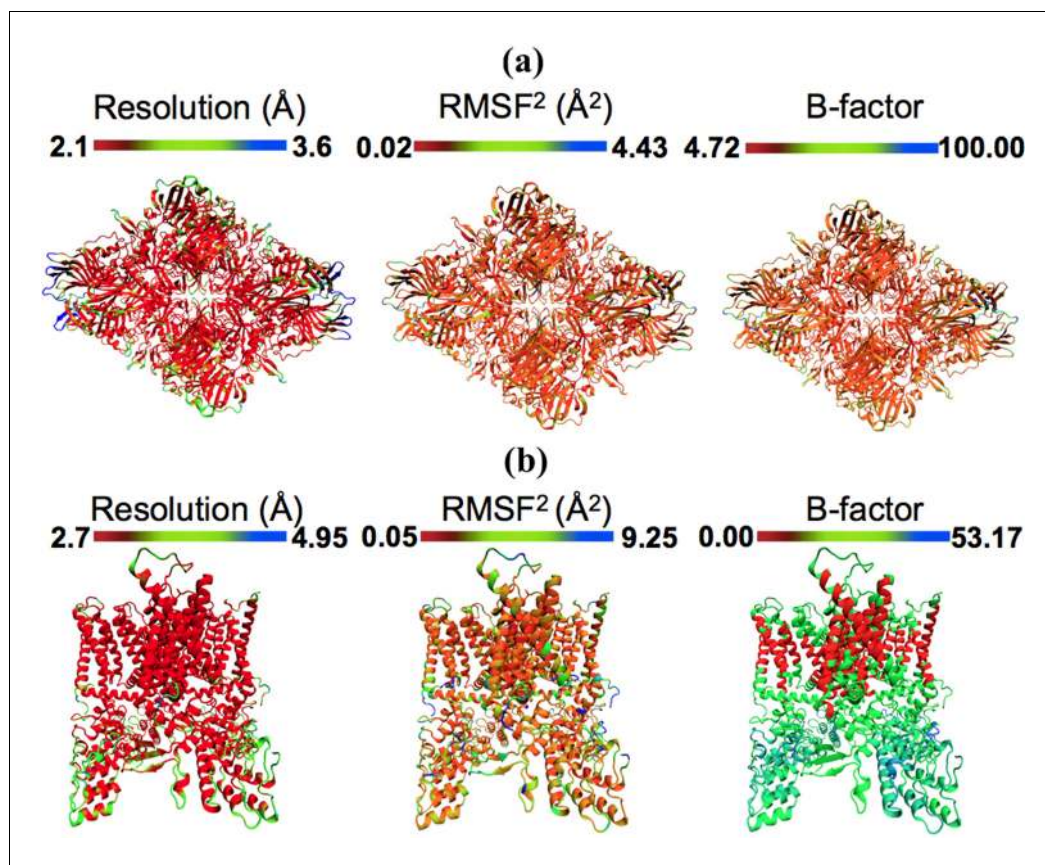 (a)
Resolution (Å) RMSF² (Å²) B-factor
2.1 3.6 0.02 4.43 4.72 100.00
(b)
Resolution (Å) RMSF² (Å²) B-factor
2.7 4.95 0.05 9.25 0.00 53.17